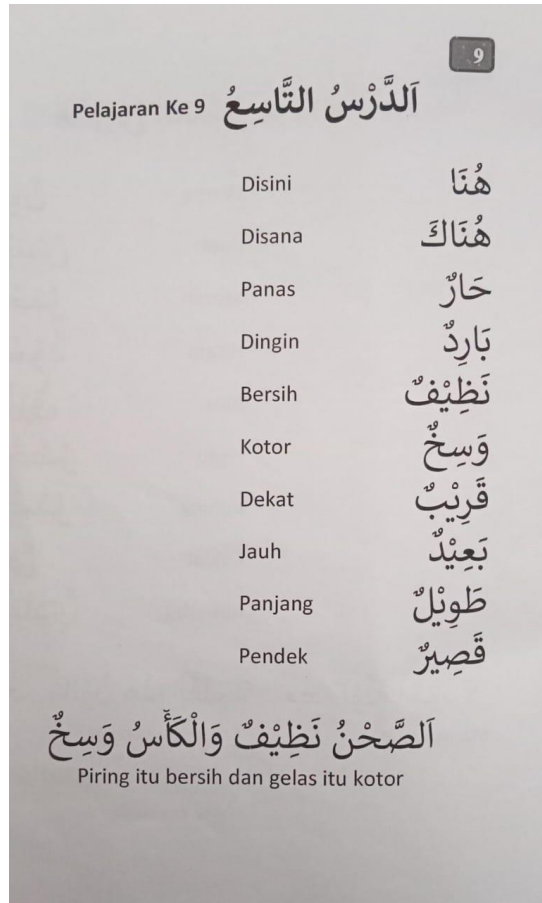 9
Pelajaran Ke 9 اَلدَّرْسُ التَّاسِعُ
Disini هُنَا
Disana هُنَاكَ
Panas حَارٌ
Dingin بَارِدٌ
Bersih نَظِيْفٌ
Kotor وَسِخٌ
Dekat قَرِيْبٌ
Jauh بَعِيْدٌ
Panjang طَوِيْلٌ
Pendek قَصِيرٌ
اَلصَّحْنُ نَظِيْفٌ وَالْكَأَسُ وَسِخٌ
Piring itu bersih dan gelas itu kotor